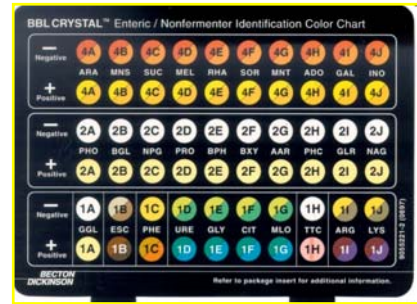 BBL CRYSTAL™ Enteric / Nonfermenter Identification Color Chart
− Negative 4A 4B 4C 4D 4E 4F 4G 4H 4I 4J
ARA MNS SUC MEL RHA SOR MNT ADO GAL INO
+ Positive 4A 4B 4C 4D 4E 4F 4G 4H 4I 4J
− Negative 2A 2B 2C 2D 2E 2F 2G 2H 2I 2J
PHO BGL NPG PRO BPH BXY AAR PHC GLR NAG
+ Positive 2A 2B 2C 2D 2E 2F 2G 2H 2I 2J
− Negative 1A 1B 1C 1D 1E 1F 1G 1H 1I 1J
GGL ESC PHE URE GLY CIT MLO TTC ARG LYS
+ Positive 1A 1B 1C 1D 1E 1F 1G 1H 1I 1J
9055221-2 (0697)
BECTON
DICKINSON
Refer to package insert for additional information.